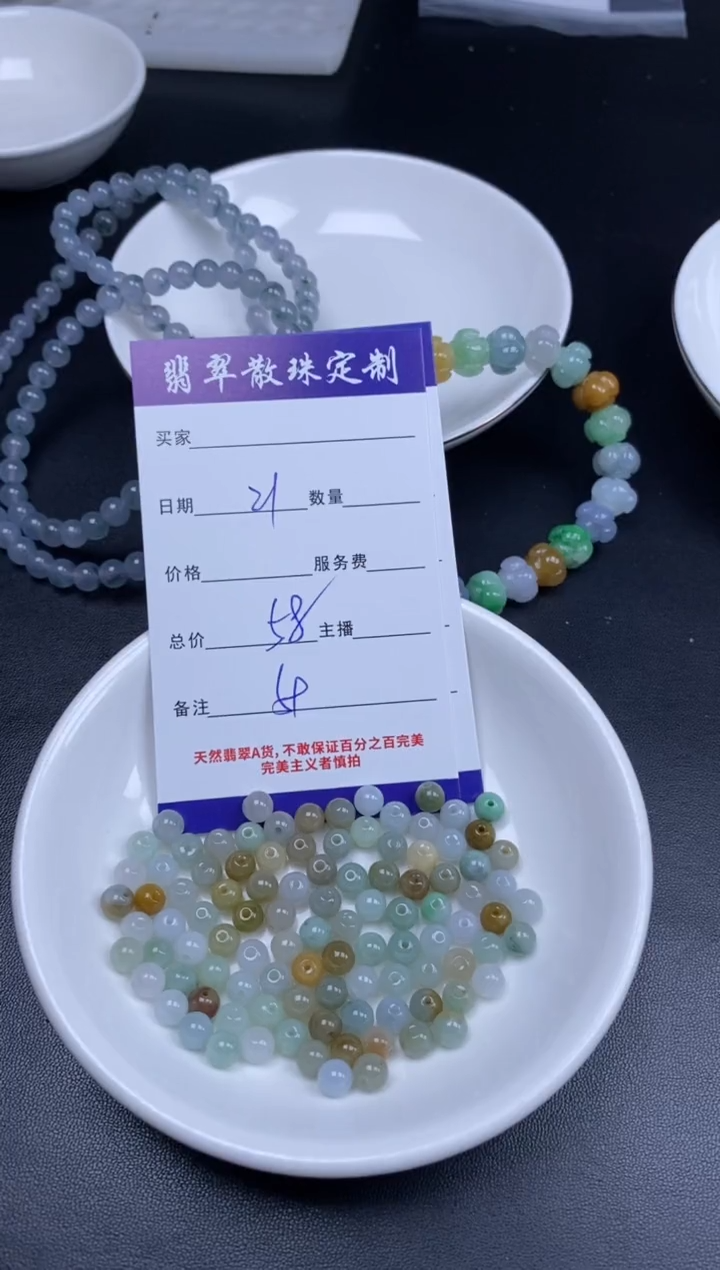 翡翠散珠定制
买家
日期 21 数量
价格 服务费
总价 58 主播
备注
天然翡翠A货,不敢保证百分之百完美
完美主义者慎拍